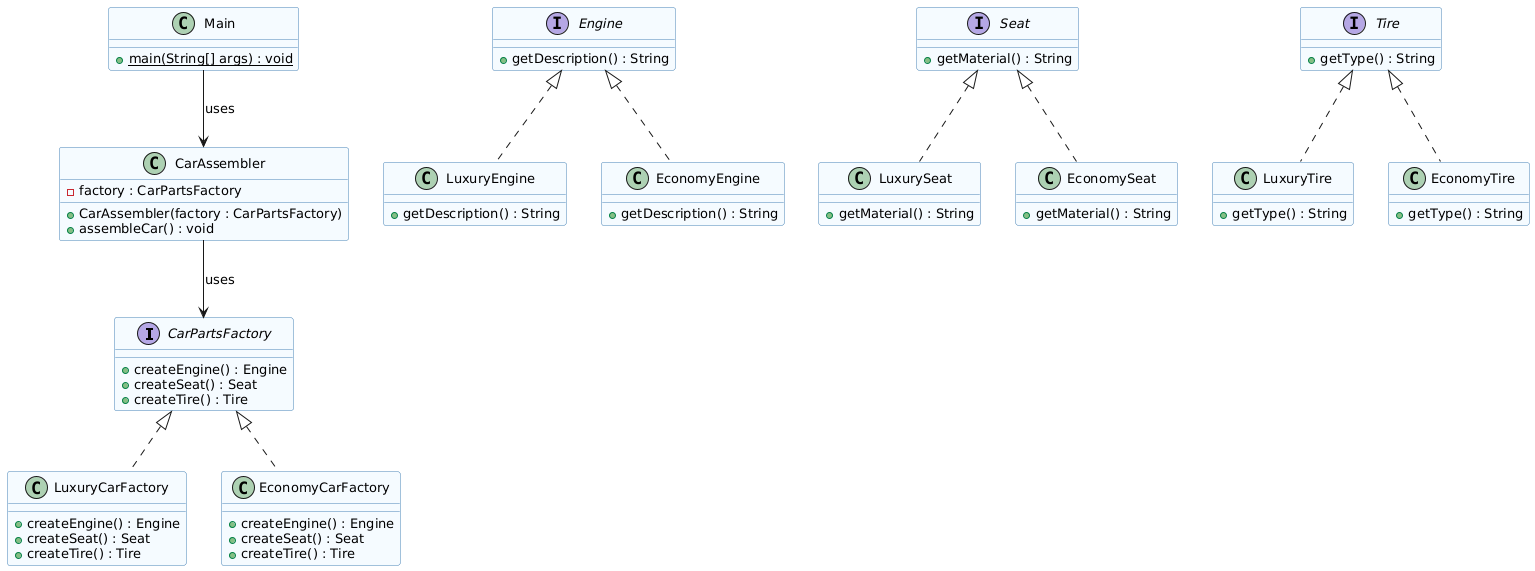 C Main
main(String[] args) : void
uses
C CarAssembler
factory : CarPartsFactory
CarAssembler(factory : CarPartsFactory)
assembleCar() : void
uses
I CarPartsFactory
createEngine() : Engine
createSeat() : Seat
createTire() : Tire
C LuxuryCarFactory
createEngine() : Engine
createSeat() : Seat
createTire() : Tire
C EconomyCarFactory
createEngine() : Engine
createSeat() : Seat
createTire() : Tire
I Engine
getDescription() : String
C LuxuryEngine
getDescription() : String
C EconomyEngine
getDescription() : String
I Seat
getMaterial() : String
C LuxurySeat
getMaterial() : String
C EconomySeat
getMaterial() : String
I Tire
getType() : String
C LuxuryTire
getType() : String
C EconomyTire
getType() : String